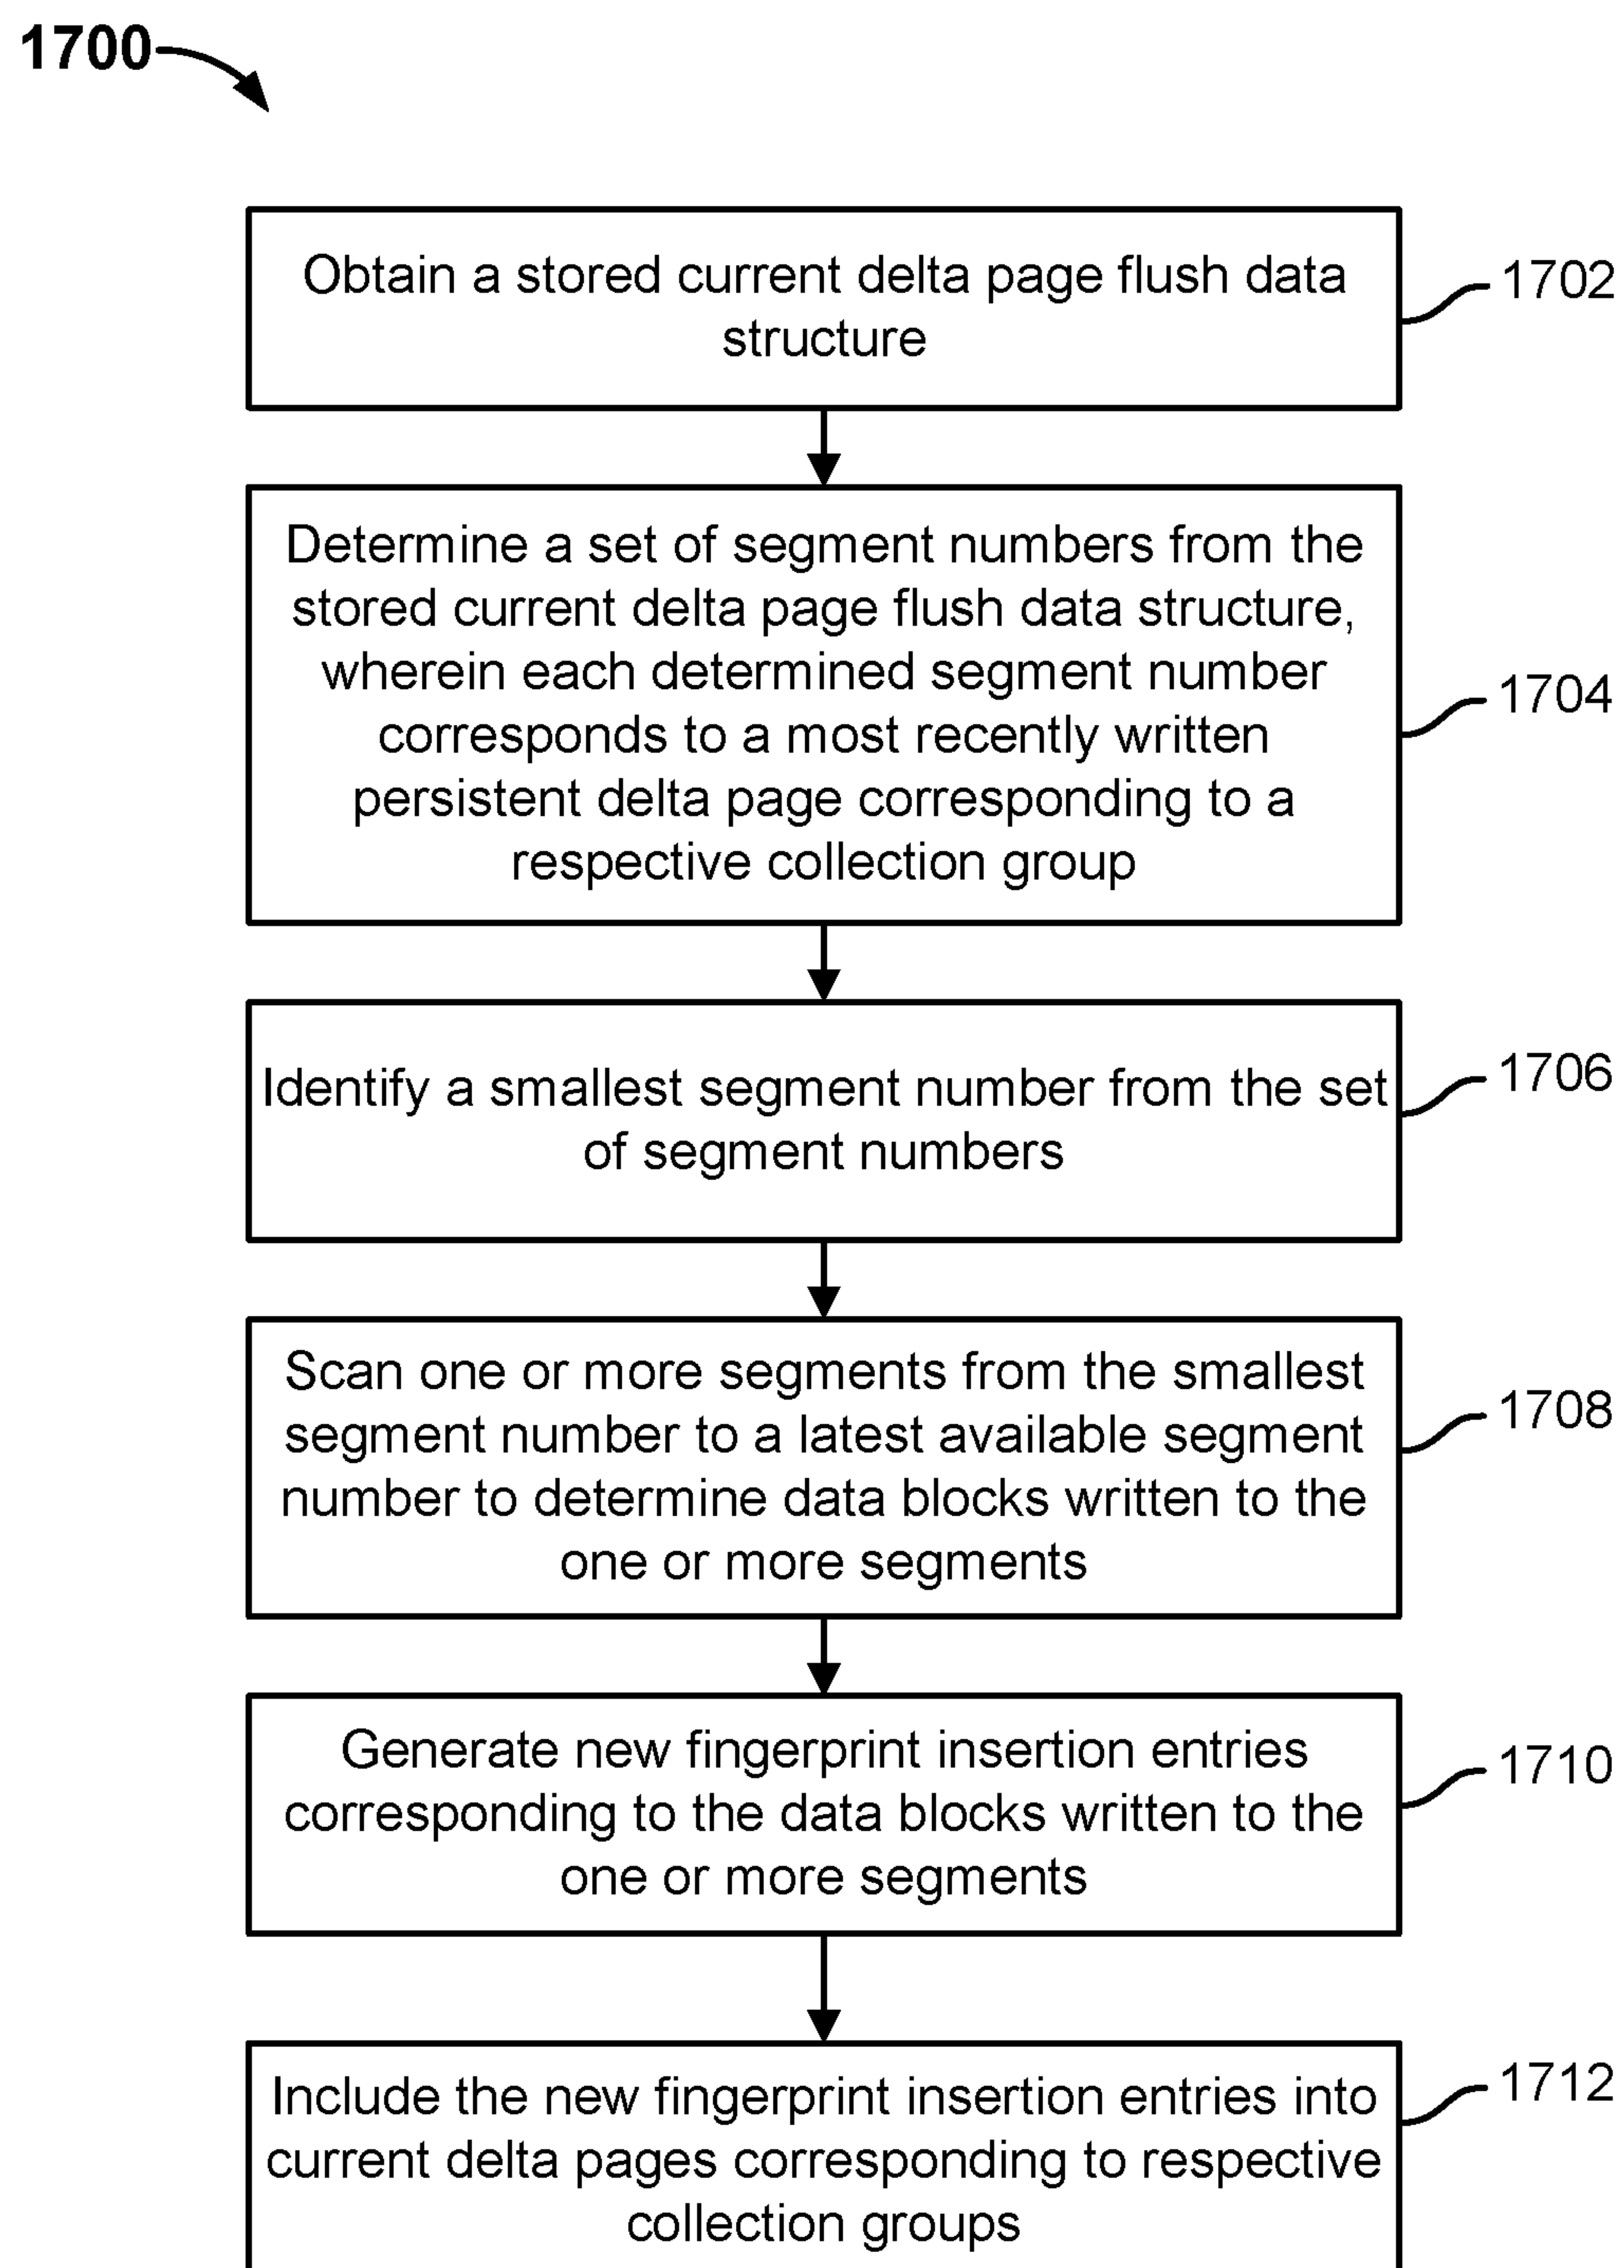 1700
Obtain a stored current delta page flush data
structure
1702
Determine a set of segment numbers from the
stored current delta page flush data structure,
wherein each determined segment number
corresponds to a most recently written
persistent delta page corresponding to a
respective collection group
1704
Identify a smallest segment number from the set
of segment numbers
1706
Scan one or more segments from the smallest
segment number to a latest available segment
number to determine data blocks written to the
one or more segments
1708
Generate new fingerprint insertion entries
corresponding to the data blocks written to the
one or more segments
1710
Include the new fingerprint insertion entries into
current delta pages corresponding to respective
collection groups
1712